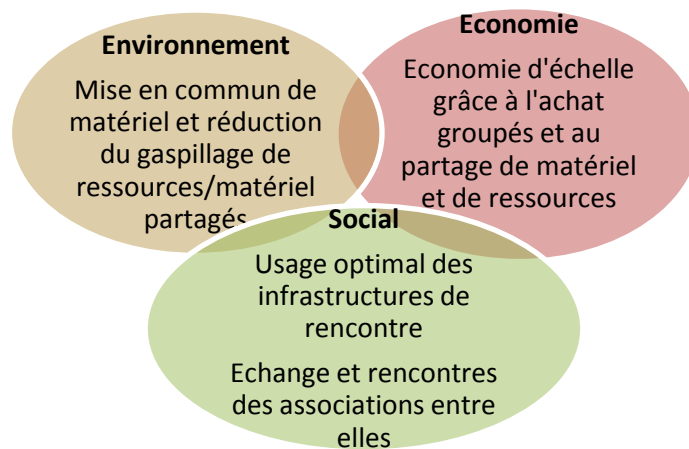 Environnement
Mise en commun de
matériel et réduction
du gaspillage de
ressources/matériel
partagés
Economie
Economie d'échelle
grâce à l'achat
groupés et au
partage de matériel
et de ressources
Social
Usage optimal des
infrastructures de
rencontre
Echange et rencontres
des associations entre
elles